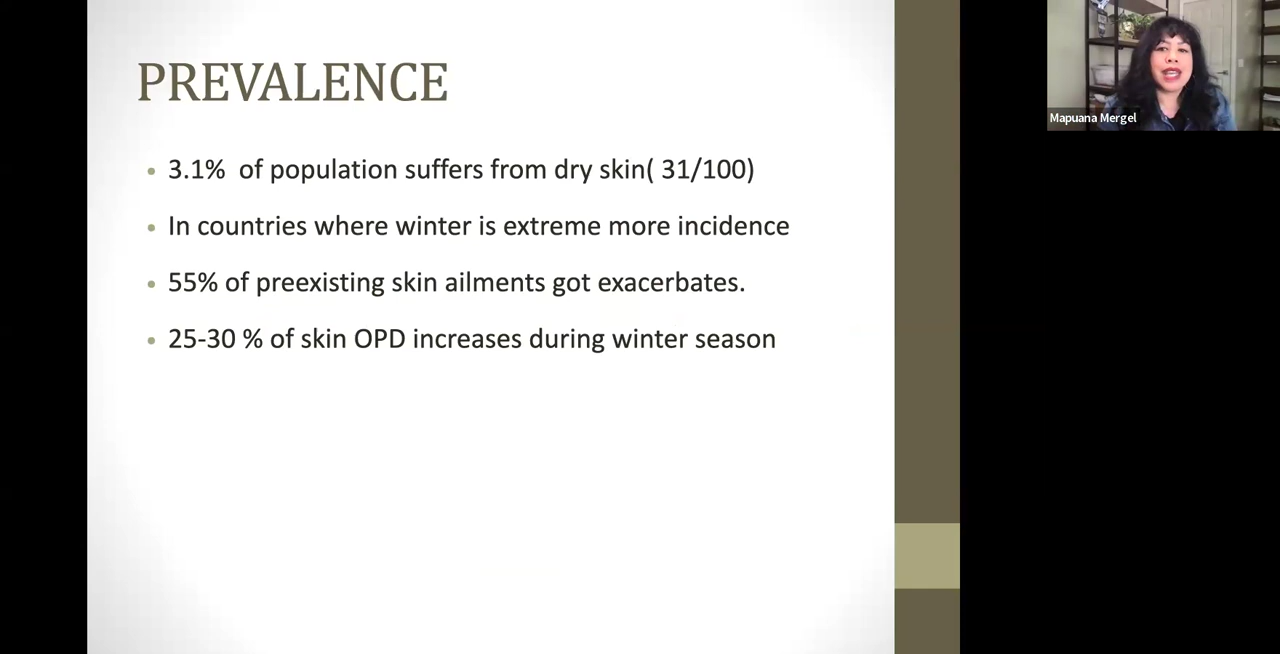 PREVALENCE
• 3.1% of population suffers from dry skin( 31/100)
• In countries where winter is extreme more incidence
• 55% of preexisting skin ailments got exacerbates.
• 25-30 % of skin OPD increases during winter season
Mapuana Mergel